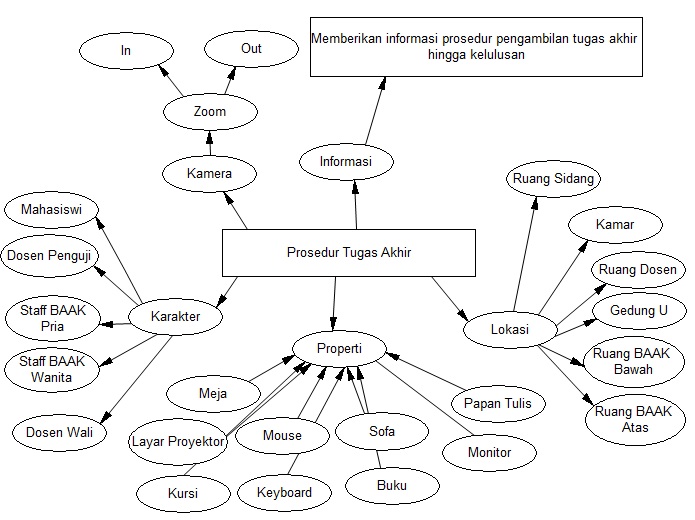 In
Out
Memberikan informasi prosedur pengambilan tugas akhir
hingga kelulusan
Zoom
Kamera
Informasi
Ruang Sidang
Mahasiswi
Kamar
Dosen Penguji
Prosedur Tugas Akhir
Ruang Dosen
Staff BAAK
Pria
Karakter
Gedung U
Lokasi
Properti
Staff BAAK
Wanita
Ruang BAAK
Bawah
Meja
Papan Tulis
Ruang BAAK
Atas
Dosen Wali
Layar Proyektor
Mouse
Sofa
Monitor
Kursi
Keyboard
Buku